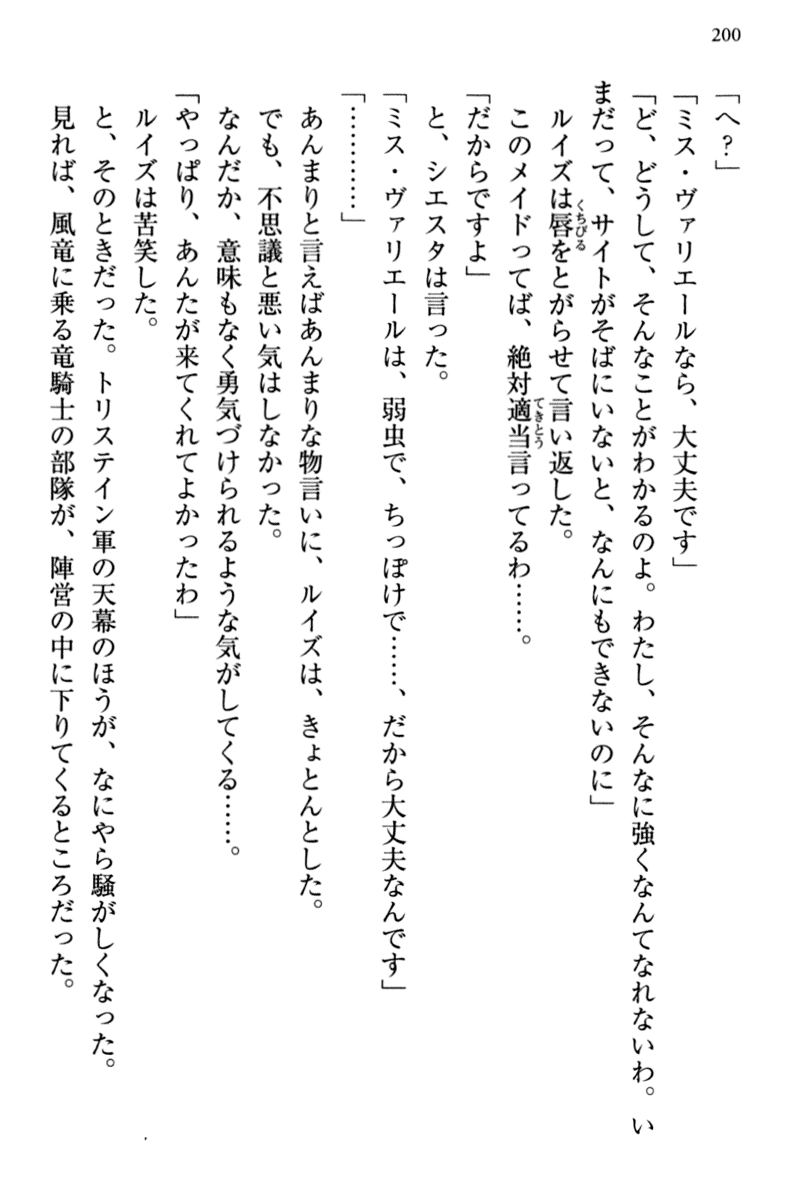 200
「へ？」
「ミス・ヴァリエールなら、大丈夫です」
「ど、どうして、そんなことがわかるのよ。わたし、そんなに強くなんてなれないわ。い
まだって、サイトがそばにいないと、なんにもできないのに」
ルイズは唇をとがらせて言い返した。
このメイドってば、絶対適当言ってるわ……。
「だからですよ」
と、シエスタは言った。
「ミス・ヴァリエールは、弱虫で、ちっぽけで……、だから大丈夫なんです」
「…………」
あんまりと言えばあんまりな物言いに、ルイズは、きょとんとした。
でも、不思議と悪い気はしなかった。
なんだか、意味もなく勇気づけられるような気がしてくる……。
「やっぱり、あんたが来てくれてよかったわ」
ルイズは苦笑した。
と、そのときだった。トリステイン軍の天幕のほうが、なにやら騒がしくなった。
見れば、風竜に乗る竜騎士の部隊が、陣営の中に下りてくるところだった。